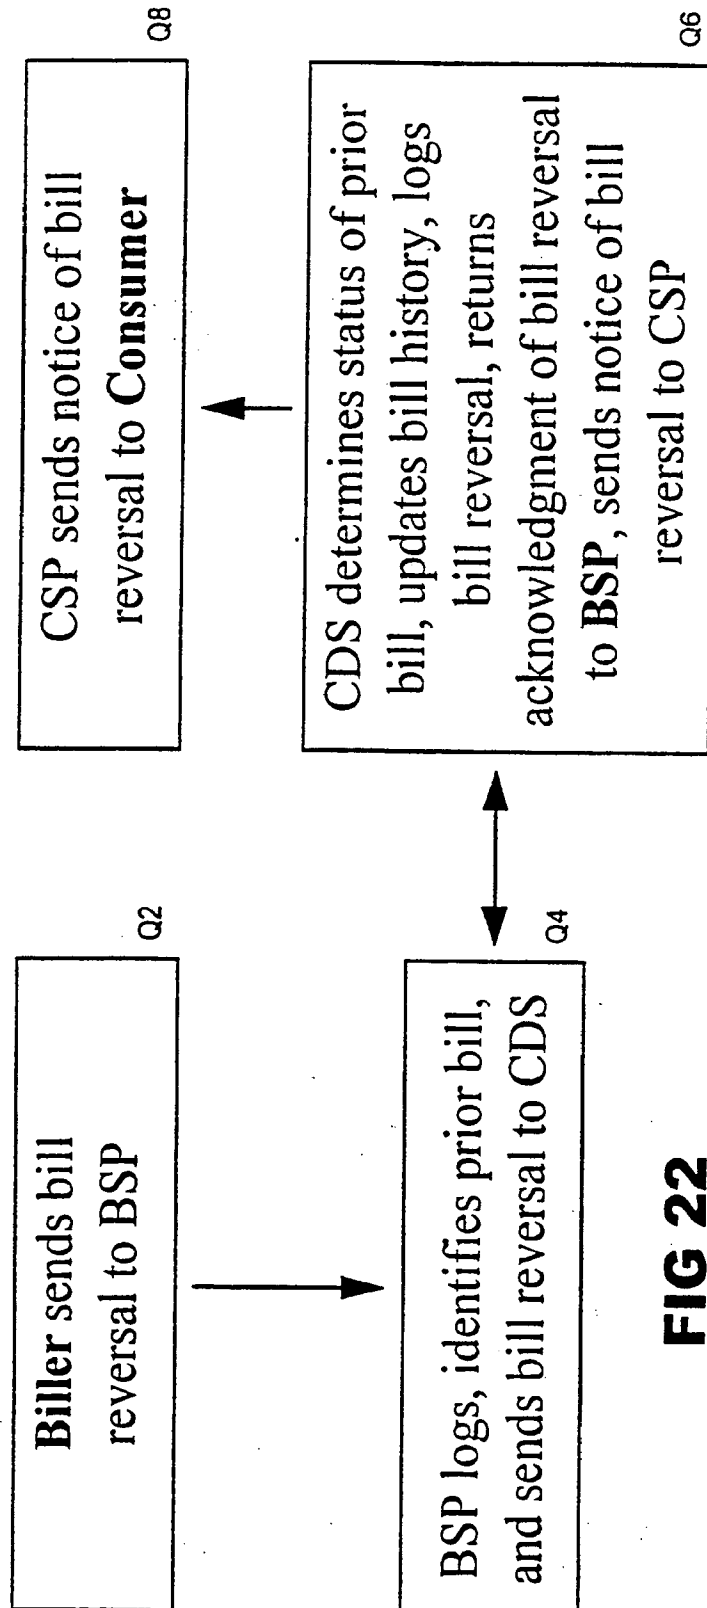 Biller sends bill
reversal to BSP
Q2
BSP logs, identifies prior bill,
and sends bill reversal to CDS
Q4
CDS determines status of prior
bill, updates bill history, logs
bill reversal, returns
acknowledgment of bill reversal
to BSP, sends notice of bill
reversal to CSP
Q6
CSP sends notice of bill
reversal to Consumer
Q8
FIG 22